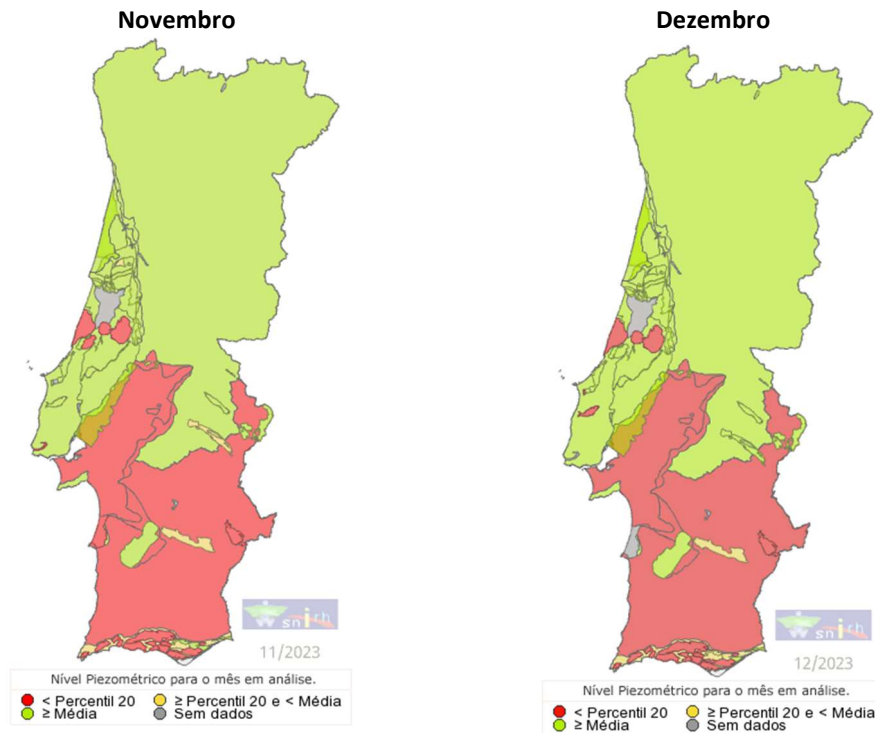 Novembro
Dezembro
snirh
11/2023
Nível Piezométrico para o mês em análise.
< Percentil 20
≥ Percentil 20 e < Média
≥ Média
Sem dados
snirh
12/2023
Nível Piezométrico para o mês em análise.
< Percentil 20
≥ Percentil 20 e < Média
≥ Média
Sem dados